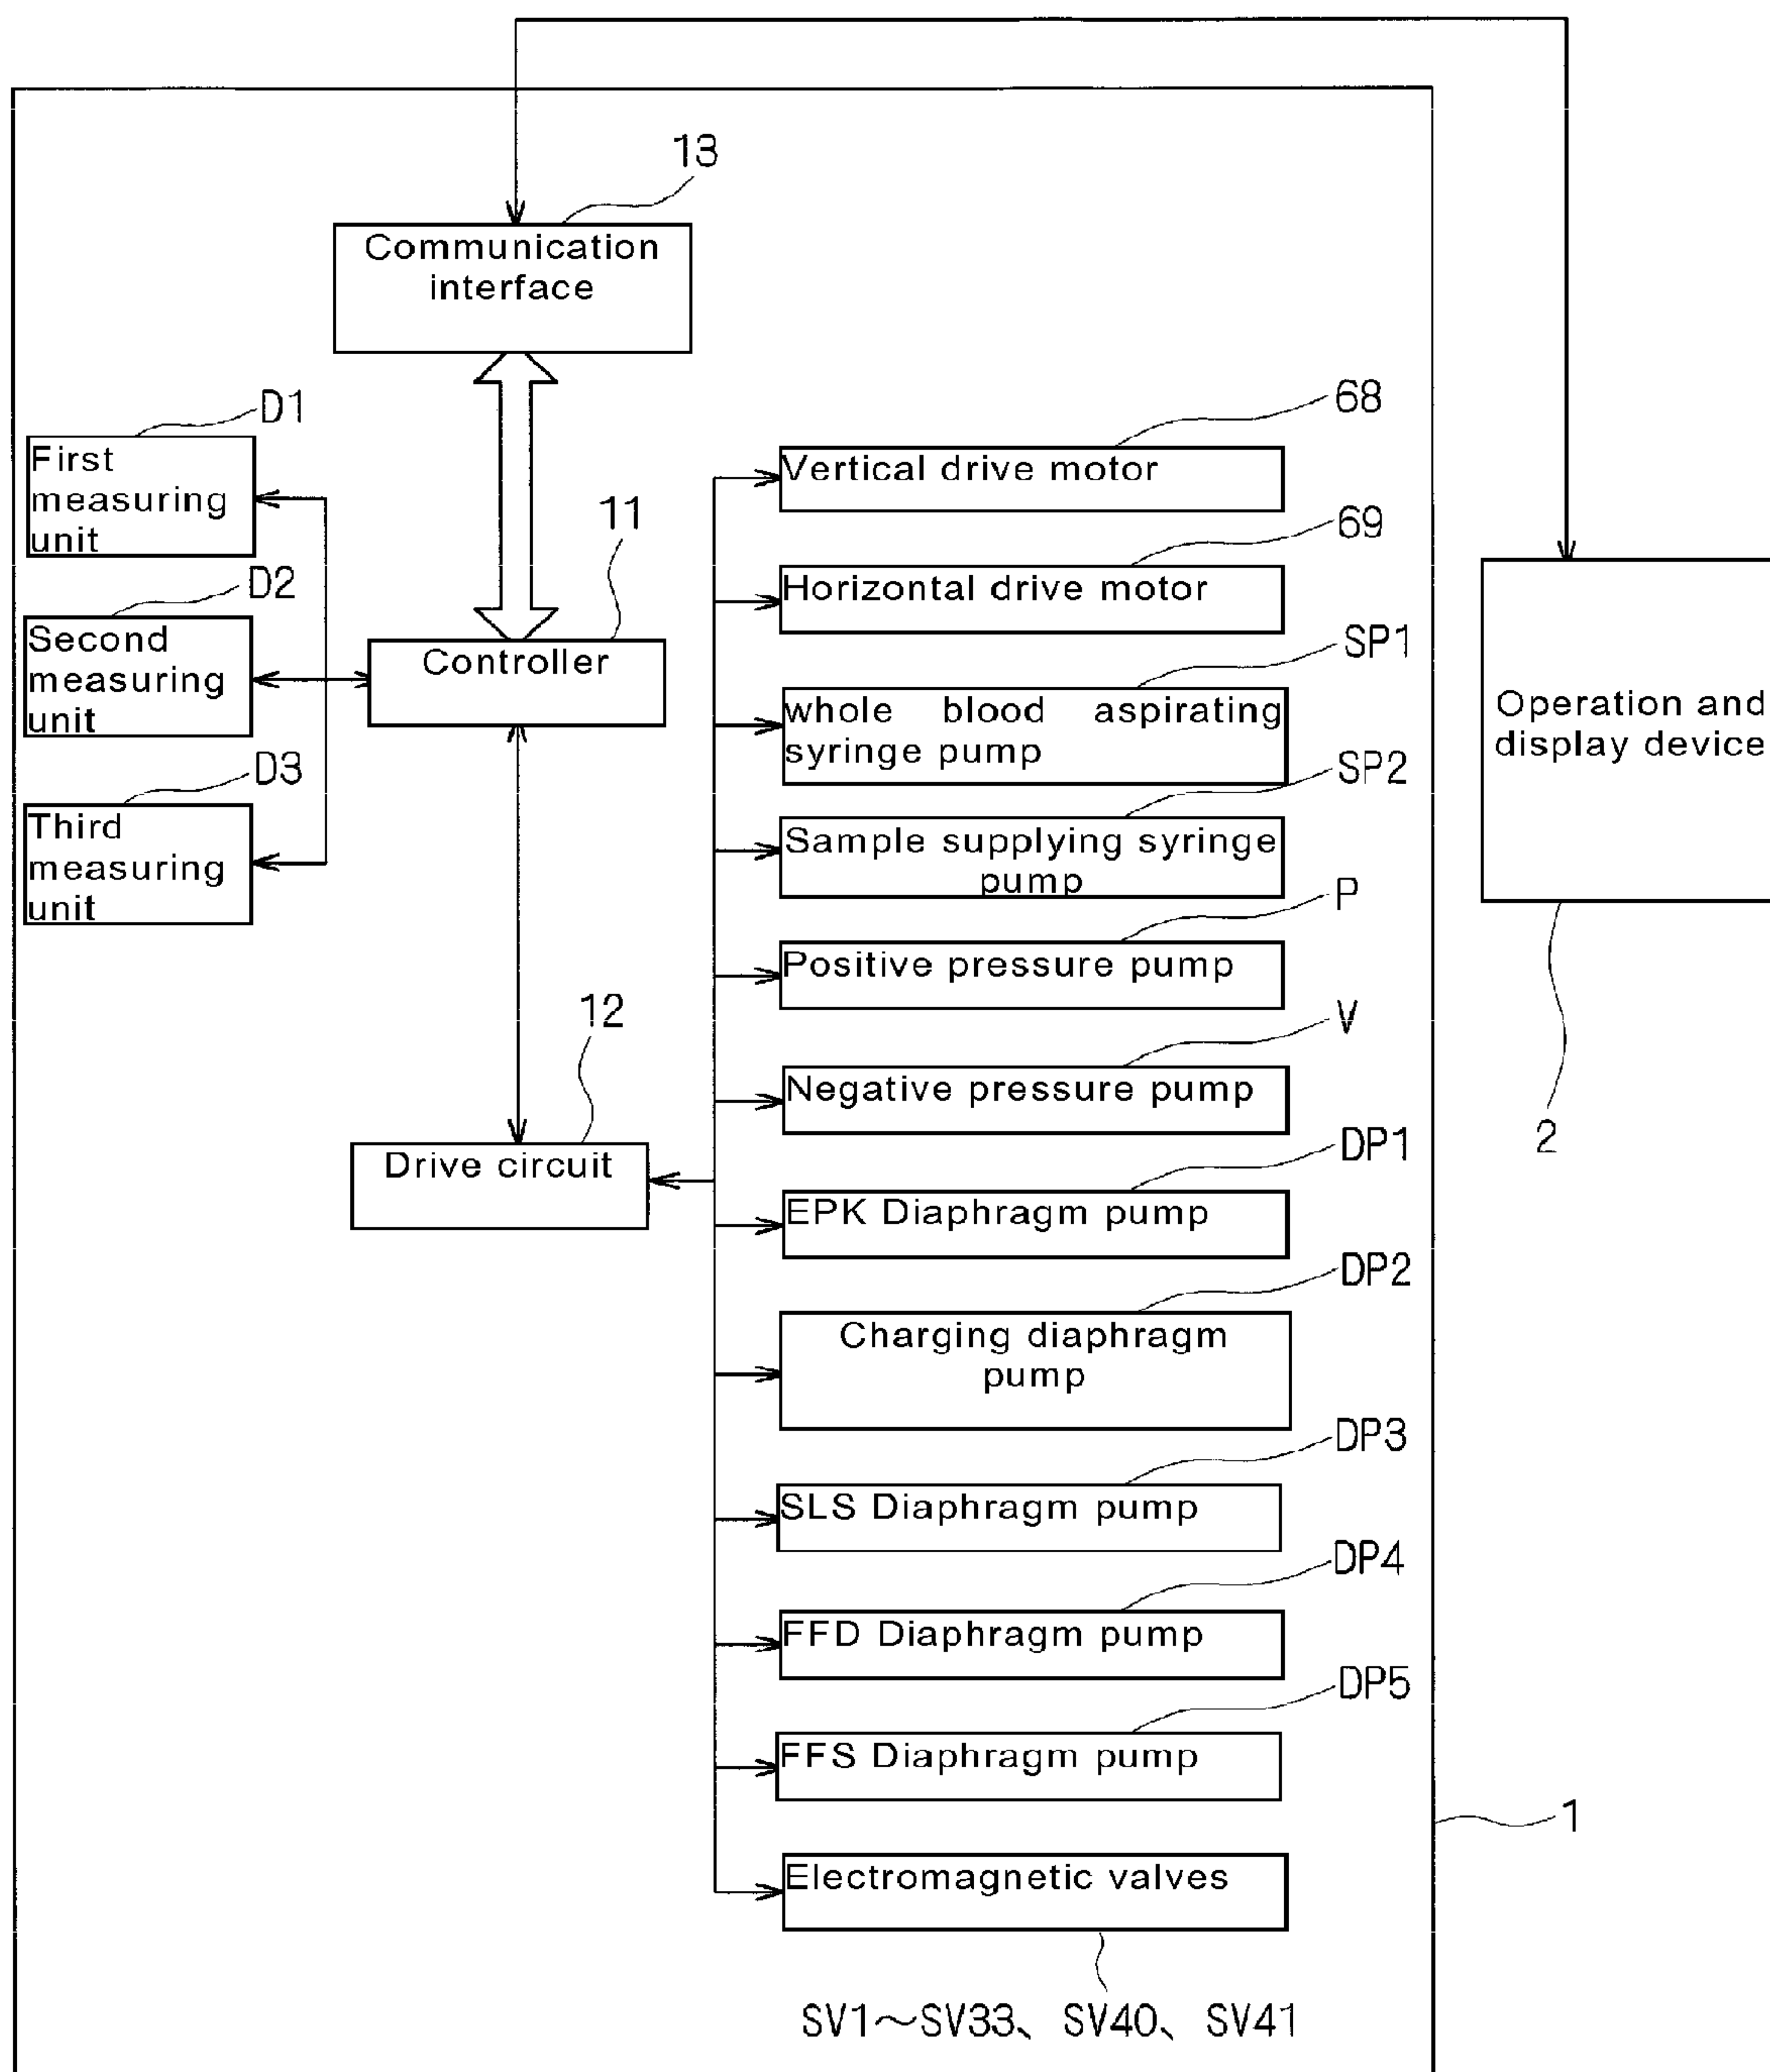 13
Communication
interface
D1
First
measuring
unit
D2
Second
measuring
unit
D3
Third
measuring
unit
11
Controller
12
Drive circuit
68
Vertical drive motor
69
Horizontal drive motor
SP1
whole blood aspirating
syringe pump
SP2
Sample supplying syringe
pump
P
Positive pressure pump
V
Negative pressure pump
DP1
EPK Diaphragm pump
DP2
Charging diaphragm
pump
DP3
SLS Diaphragm pump
DP4
FFD Diaphragm pump
DP5
FFS Diaphragm pump
Electromagnetic valves
SV1～SV33、SV40、SV41
Operation and
display device
2
1